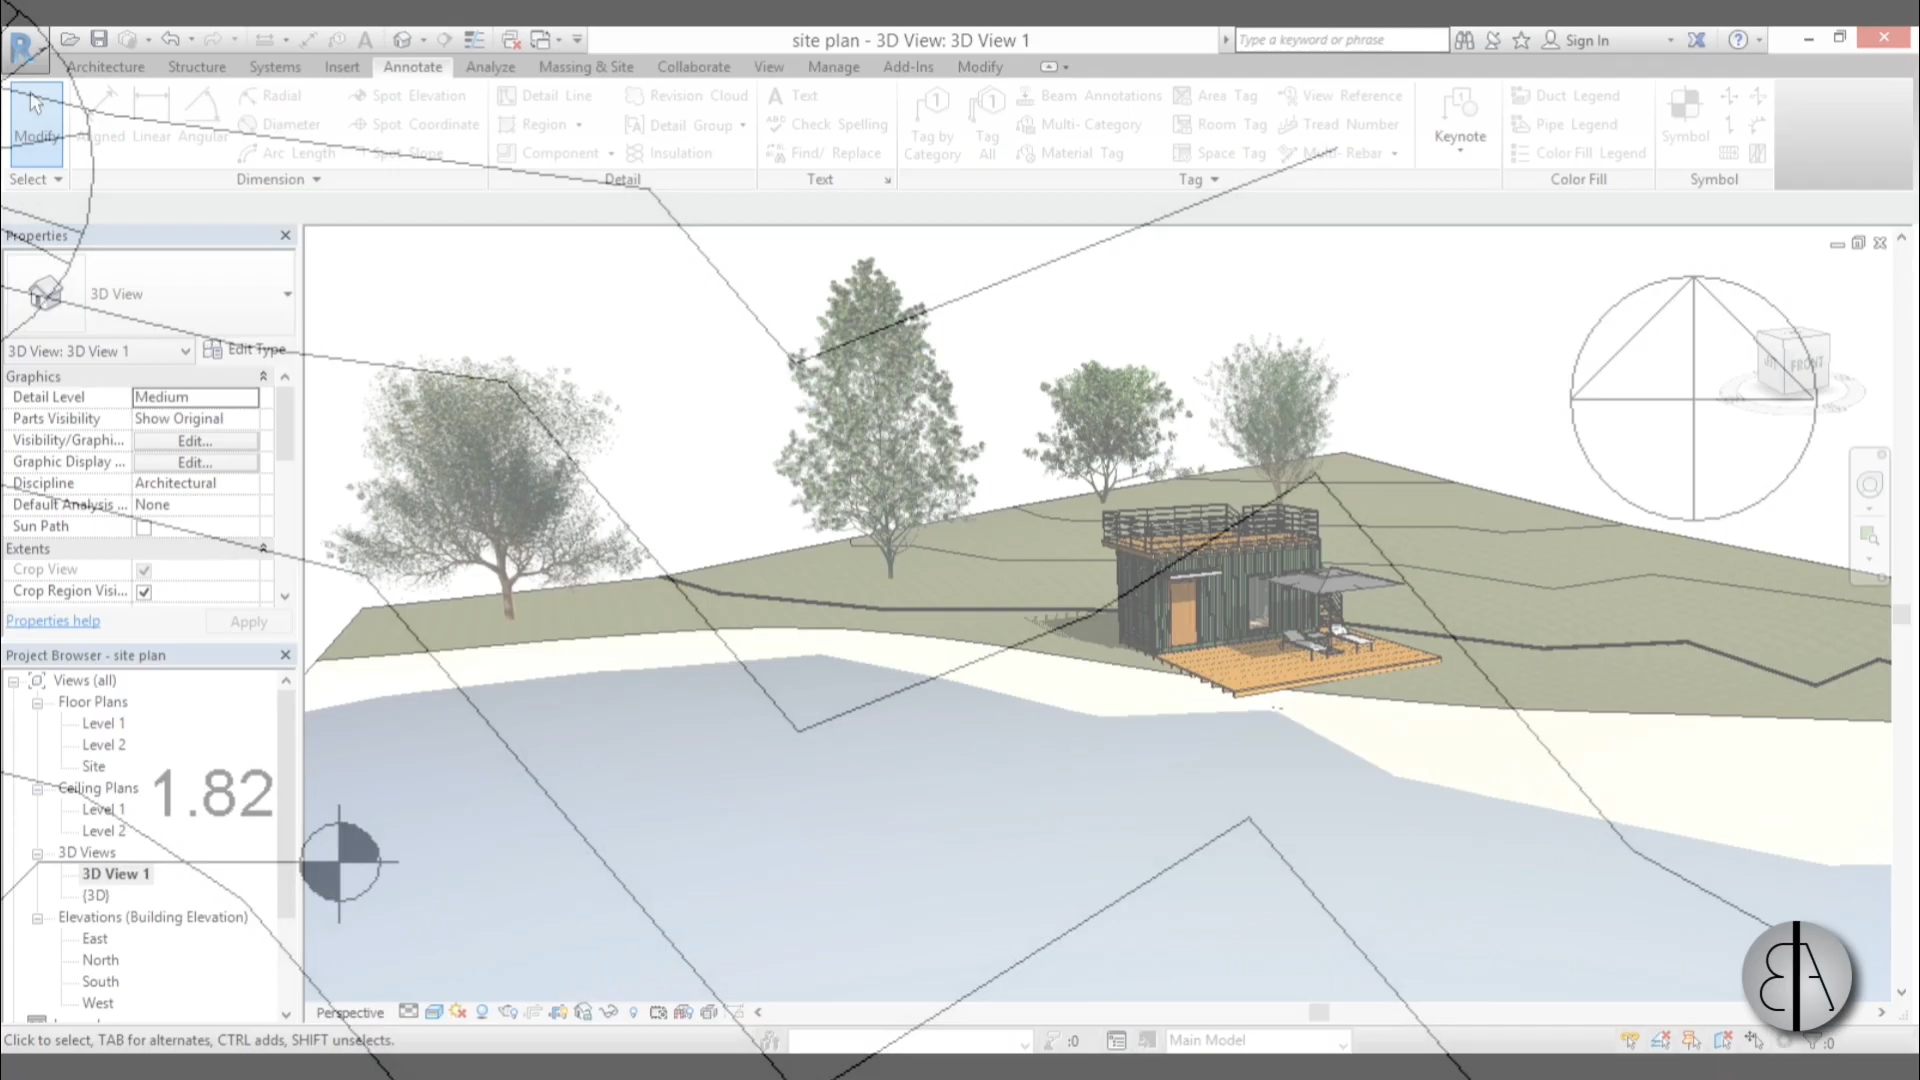 site plan - 3D View: 3D View 1
Type a keyword or phrase
Sign In
Architecture Structure Systems Insert Annotate Analyze Massing & Site Collaborate View Manage Add-Ins Modify
Modify
Aligned Linear Angular
Radial
Diameter
Arc Length
Spot Elevation
Spot Coordinate
Spot Slope
Detail Line
Region
Component
Revision Cloud
Detail Group
Insulation
Text
Check Spelling
Find/ Replace
Tag by
Category
Tag
All
Beam Annotations
Multi- Category
Material Tag
Area Tag
Room Tag
Space Tag
View Reference
Tread Number
Multi- Rebar
Keynote
Duct Legend
Pipe Legend
Color Fill Legend
Symbol
Select Dimension Detail Text Tag Color Fill Symbol
Properties
3D View
3D View: 3D View 1 Edit Type
Graphics
Detail Level Medium
Parts Visibility Show Original
Visibility/Graphi... Edit...
Graphic Display ... Edit...
Discipline Architectural
Default Analysis ... None
Sun Path
Extents
Crop View
Crop Region Visi...
Properties help Apply
Project Browser - site plan
Views (all)
Floor Plans
Level 1
Level 2
Site
Ceiling Plans
Level 1
Level 2
3D Views
3D View 1
{3D}
Elevations (Building Elevation)
East
North
South
West
1.82
FRONT
Perspective
Click to select, TAB for alternates, CTRL adds, SHIFT unselects.
:0
Main Model
:0
BA